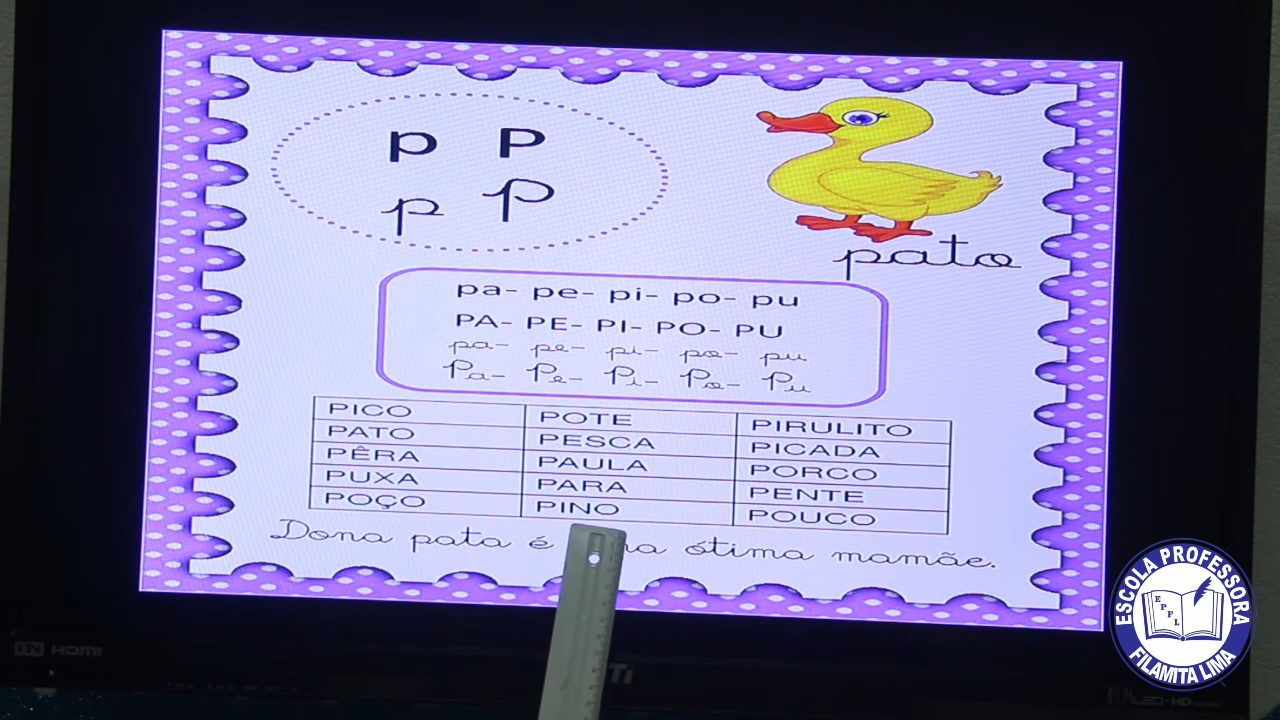 p P
p P
pato
pa- pe- pi- po- pu
PA- PE- PI- PO- PU
pa- pe- pi- po- pu
Pa- Pe- Pi- Po- Pu
PICO POTE PIRULITO
PATO PESCA PICADA
PÊRA PAULA PORCO
PUXA PARA PENTE
POÇO PINO POUCO
Dona pata é ótima mamãe.
HDMI
ESCOLA PROFESSORA
EPFL
FILAMITA LIMA